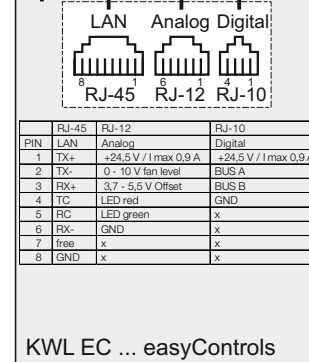 LAN Analog Digital
8 1 6 1 4 1
RJ-45 RJ-12 RJ-10
RJ-45 RJ-12 RJ-10
PIN LAN Analog Digital
1 TX+ +24,5 V / I max 0,9 A +24,5 V / I max 0,9 A
2 TX- 0 - 10 V fan level BUS A
3 RX+ 3,7 - 5,5 V Offset BUS B
4 TC LED red GND
5 RC LED green x
6 RX- GND x
7 free x x
8 GND x x
KWL EC ... easyControls